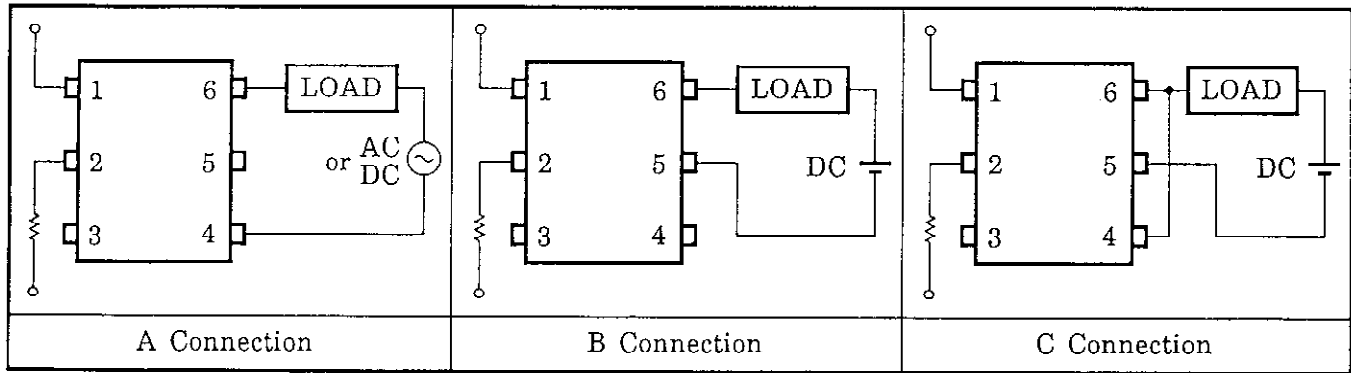 1 6 LOAD
2 5 or AC DC
3 4
A Connection
1 6 LOAD
2 5 DC
3 4
B Connection
1 6 LOAD
2 5 DC
3 4
C Connection